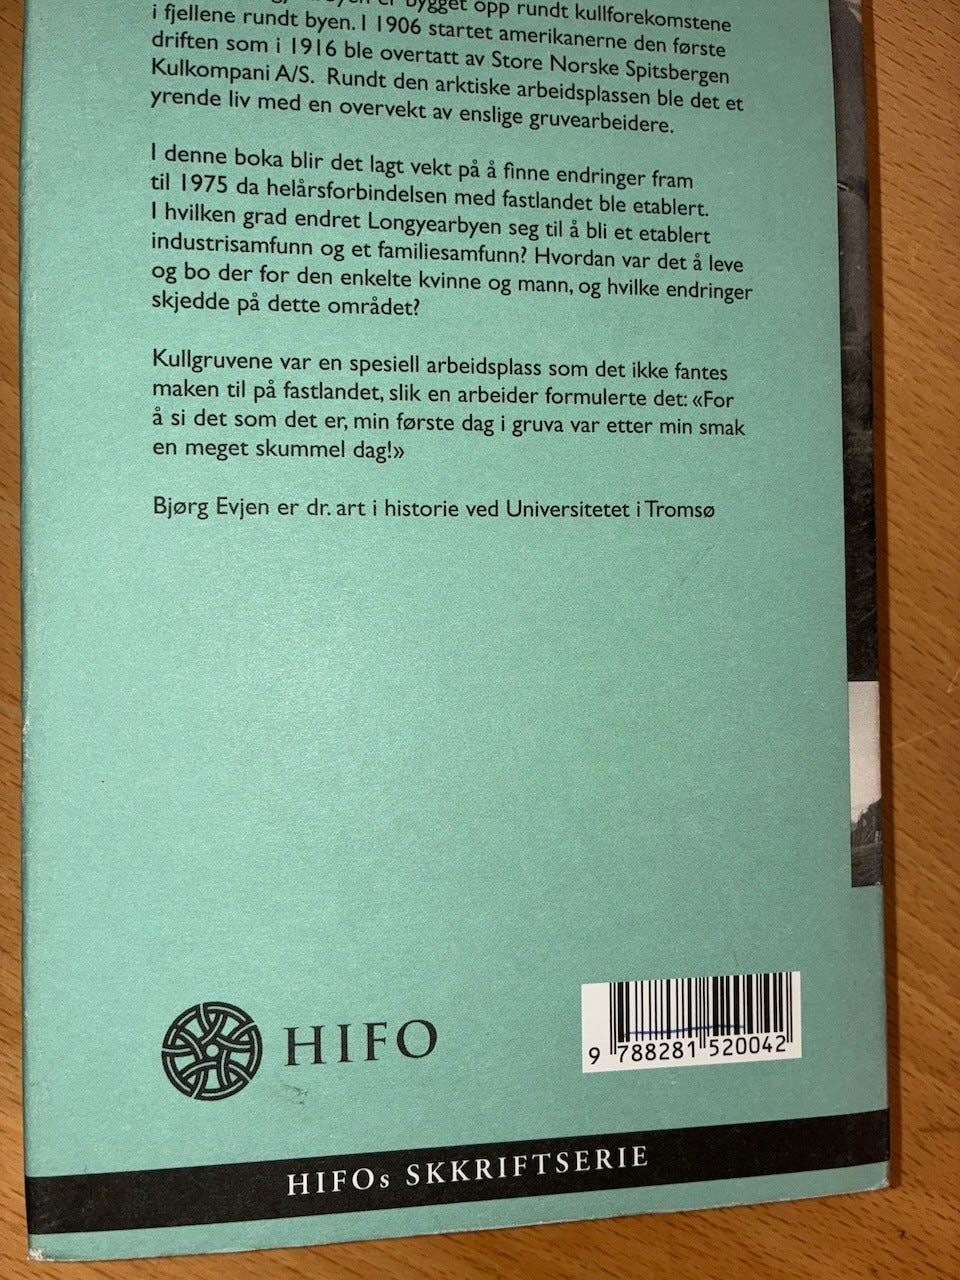 bygget opp rundt kullforekomstene
i fjellene rundt byen. I 1906 startet amerikanerne den første
driften som i 1916 ble overtatt av Store Norske Spitsbergen
Kulkompani A/S. Rundt den arktiske arbeidsplassen ble det et
yrende liv med en overvekt av enslige gruvearbeidere.
I denne boka blir det lagt vekt på å finne endringer fram
til 1975 da helårsforbindelsen med fastlandet ble etablert.
I hvilken grad endret Longyearbyen seg til å bli et etablert
industrisamfunn og et familiesamfunn? Hvordan var det å leve
og bo der for den enkelte kvinne og mann, og hvilke endringer
skjedde på dette området?
Kullgruvene var en spesiell arbeidsplass som det ikke fantes
maken til på fastlandet, slik en arbeider formulerte det: «For
å si det som det er, min første dag i gruva var etter min smak
en meget skummel dag!»
Bjørg Evjen er dr. art i historie ved Universitetet i Tromsø
HIFO
9 788281 520042
HIFOs SKKRIFTSERIE